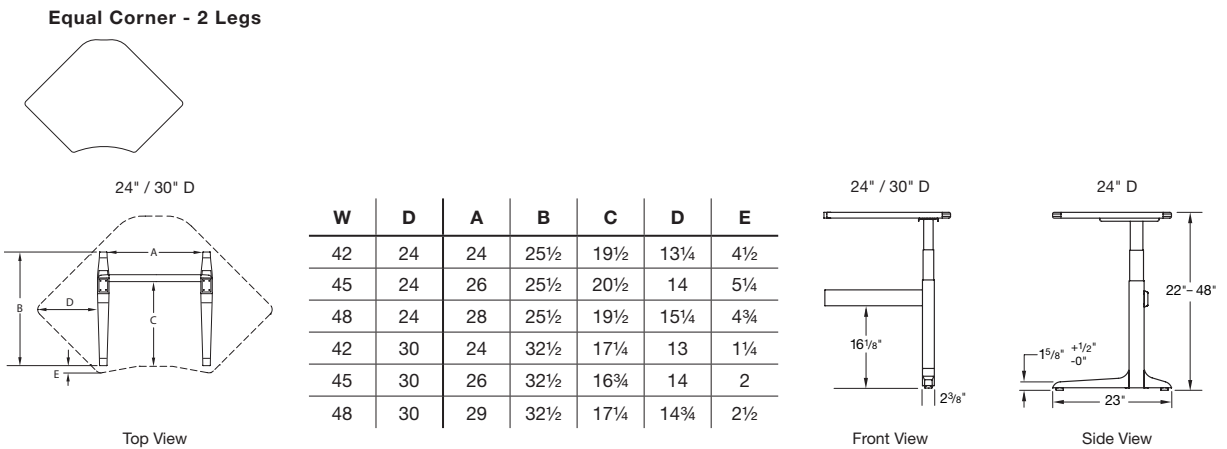 Equal Corner - 2 Legs
24" / 30" D
A
B
D
C
E
Top View
W D A B C D E
42 24 24 25½ 19½ 13¼ 4½
45 24 26 25½ 20½ 14 5¼
48 24 28 25½ 19½ 15¼ 4¾
42 30 24 32½ 17¼ 13 1¼
45 30 26 32½ 16¾ 14 2
48 30 29 32½ 17¼ 14¾ 2½
24" / 30" D
16⅛"
2⅜"
Front View
24" D
22"– 48"
1⅝" +1/2"
-0"
23"
Side View